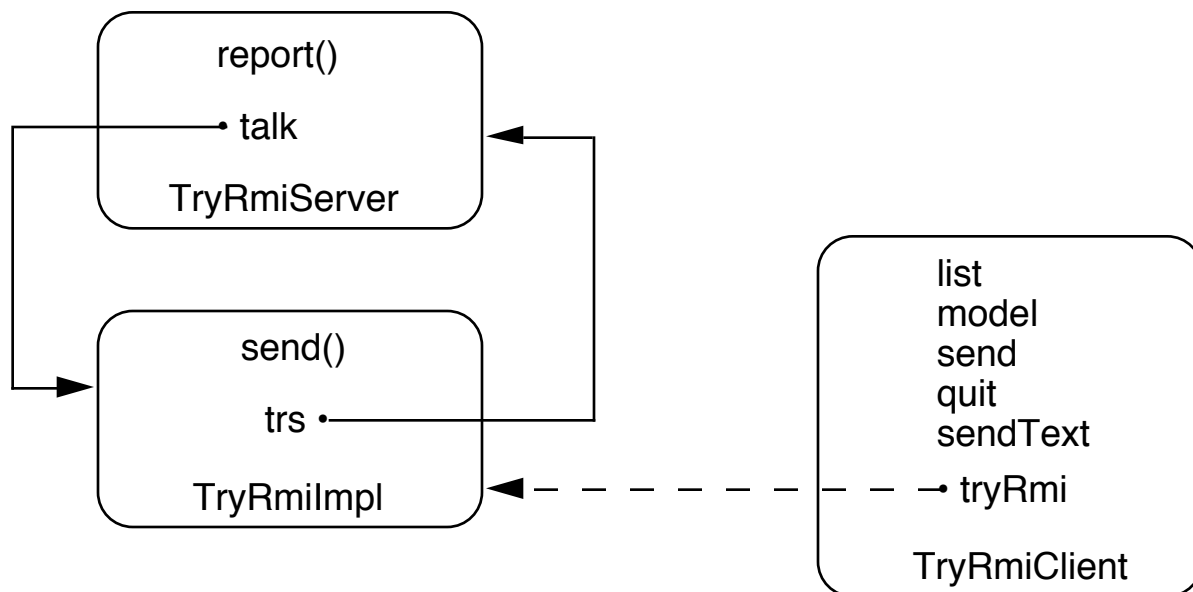 report()
talk
TryRmiServer
send()
trs
TryRmiImpl
list
model
send
quit
sendText
tryRmi
TryRmiClient